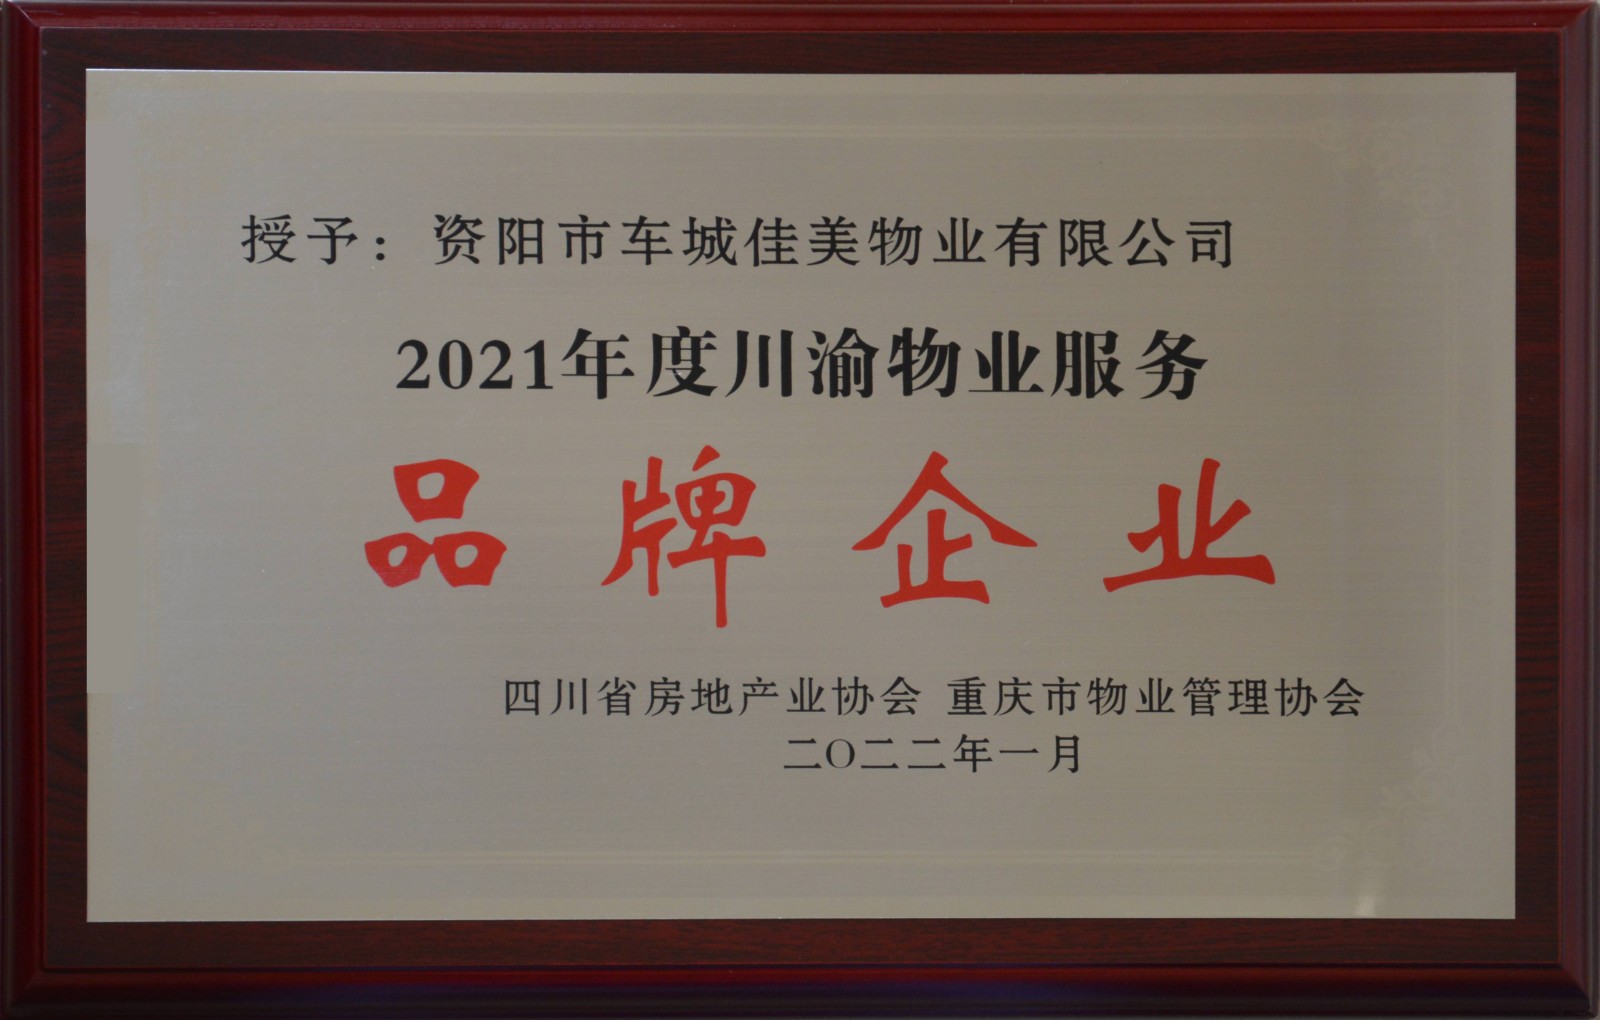 授予：资阳市车城佳美物业有限公司
2021年度川渝物业服务
品牌企业
四川省房地产业协会 重庆市物业管理协会
二〇二二年一月